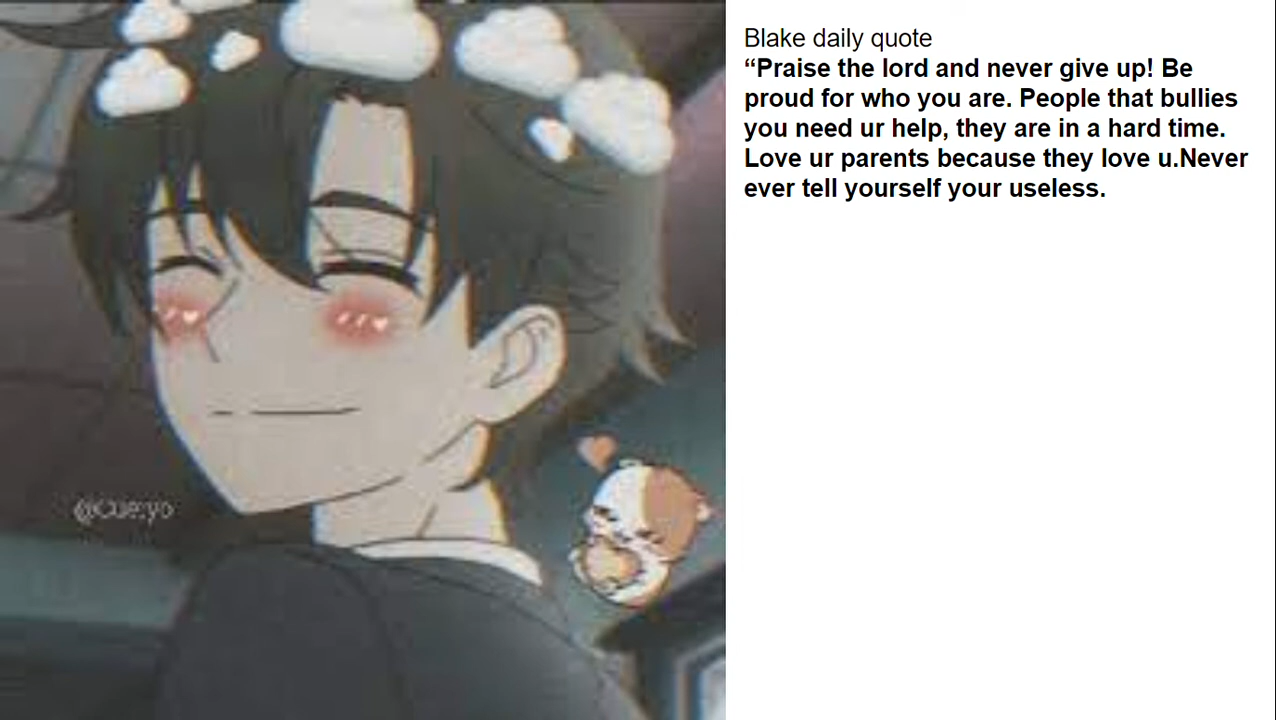 Blake daily quote
“Praise the lord and never give up! Be
proud for who you are. People that bullies
you need ur help, they are in a hard time.
Love ur parents because they love u.Never
ever tell yourself your useless.